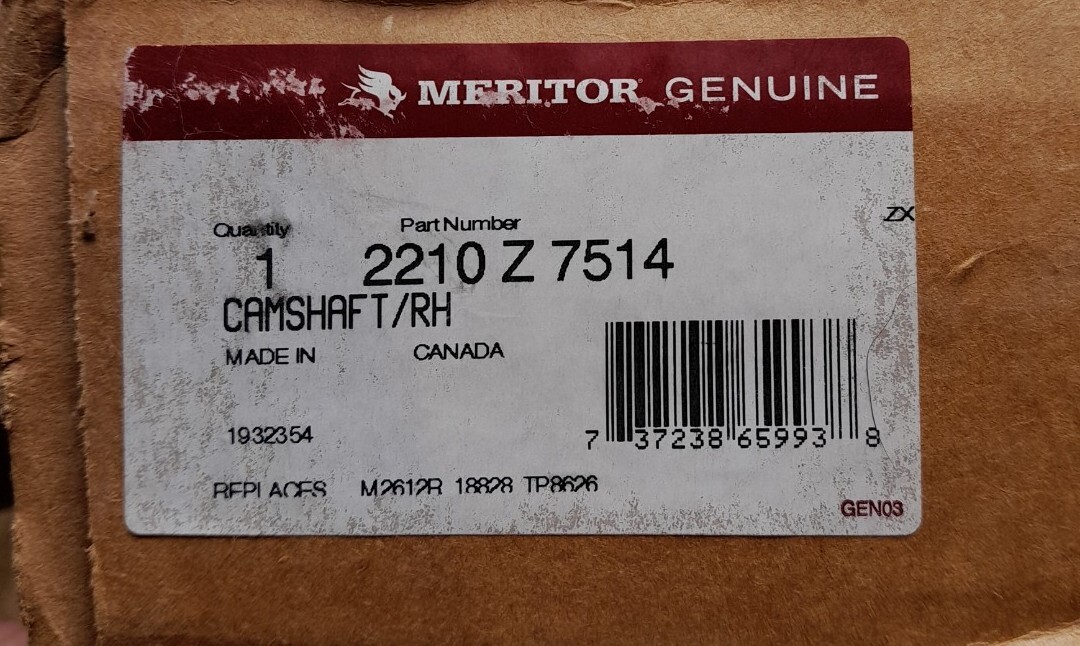 MERITOR GENUINE
Quantity Part Number
ZX
1 2210 Z 7514
CAMSHAFT/RH
MADE IN CANADA
1932354
7 37238 65993 8
REPLACES M2612R 18828 TP8626
GEN03